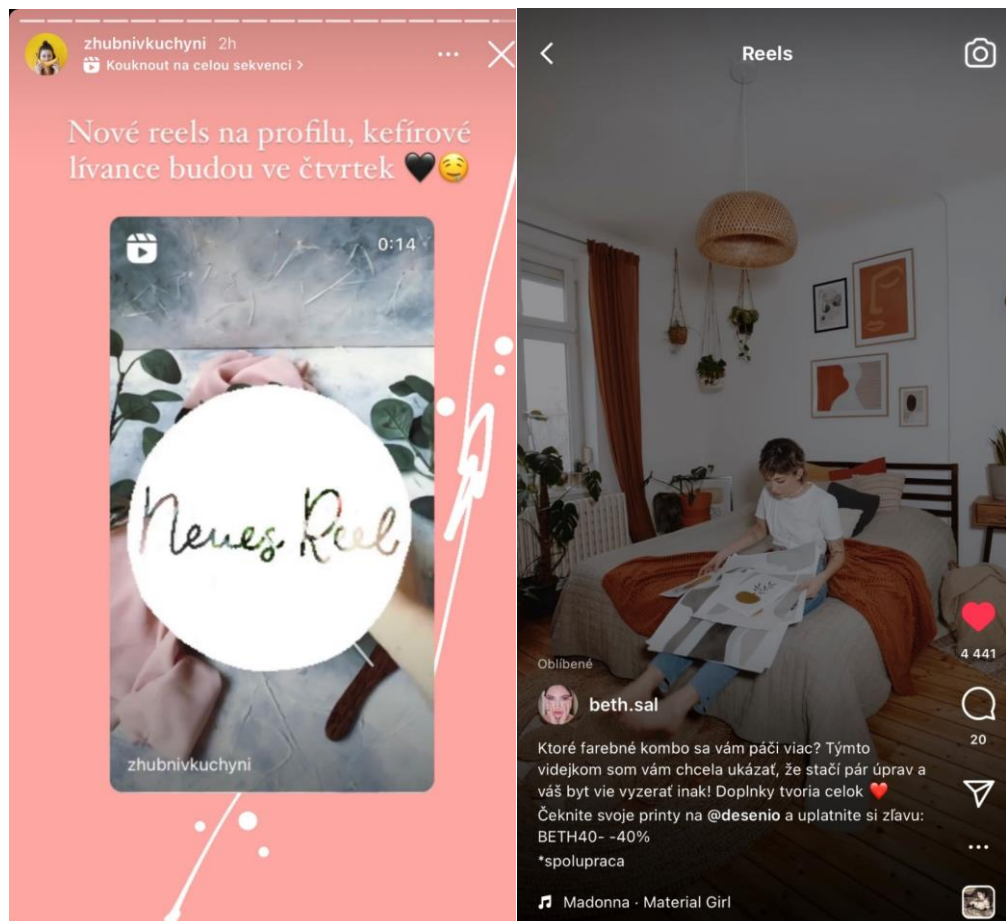 zhubnivkuchyni 2h
Kouknout na celou sekvenci >
Nové reels na profilu, kefírové
lívance budou ve čtvrtek 🖤🤤
0:14
Neues Reel
zhubnivkuchyni
Reels
4 441
20
Oblíbené
beth.sal
Ktoré farebné kombo sa vám páči viac? Týmto
videjkom som vám chcela ukázať, že stačí pár úprav a
váš byt vie vyzerať inak! Doplnky tvoria celok ❤️
Čeknite svoje printy na @desenio a uplatnite si zľavu:
BETH40- -40%
*spolupraca
Madonna · Material Girl